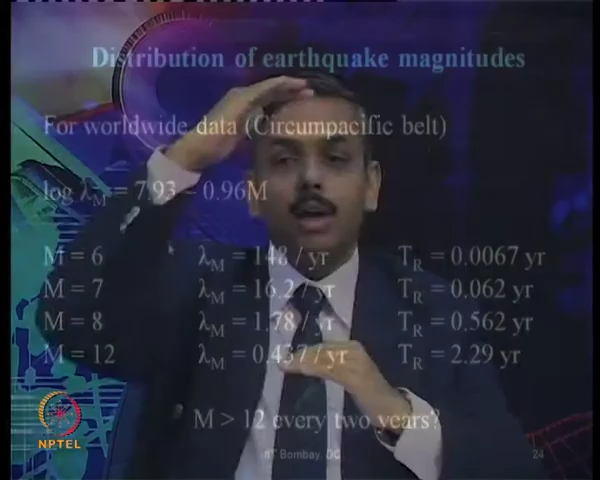 Distribution of earthquake magnitudes
For worldwide data (Circumpacific belt)
log λM = 7.93 – 0.96M
M = 6 λM = 148 / yr TR = 0.0067 yr
M = 7 λM = 16.2 / yr TR = 0.062 yr
M = 8 λM = 1.78 / yr TR = 0.562 yr
M = 12 λM = 0.437 / yr TR = 2.29 yr
M > 12 every two years?
NPTEL
IIT Bombay, DC 24